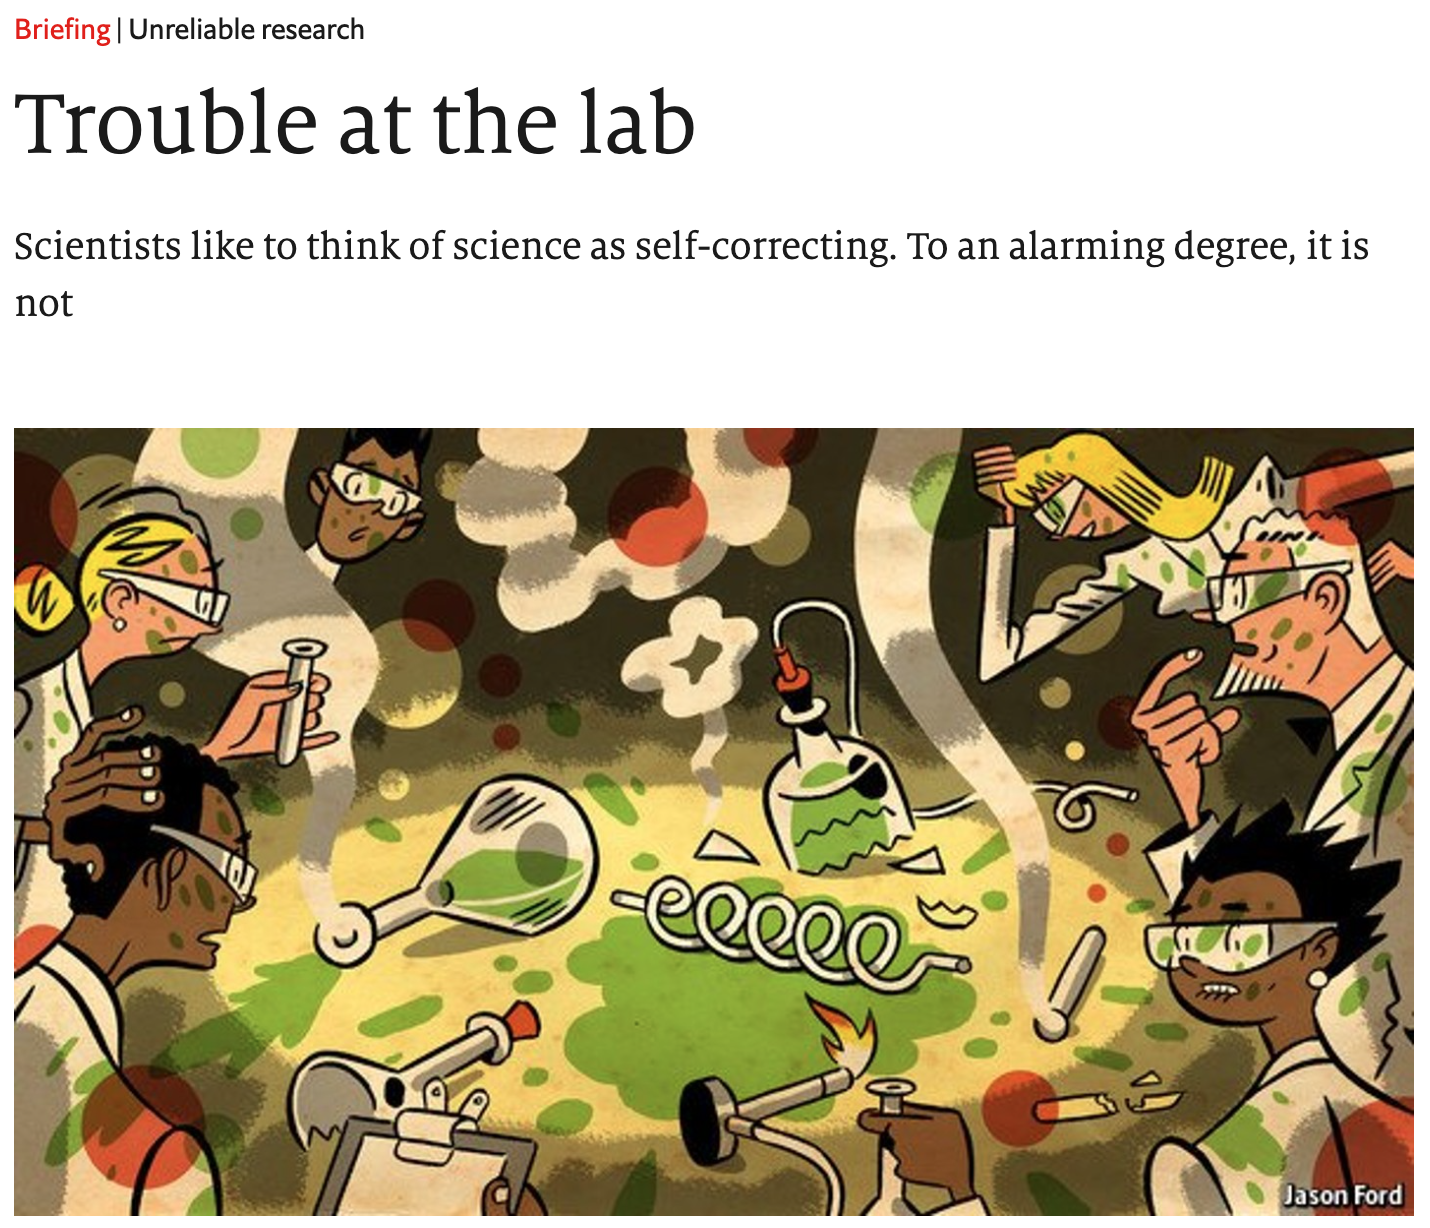 Briefing | Unreliable research
Trouble at the lab
Scientists like to think of science as self-correcting. To an alarming degree, it is
not
Jason Ford